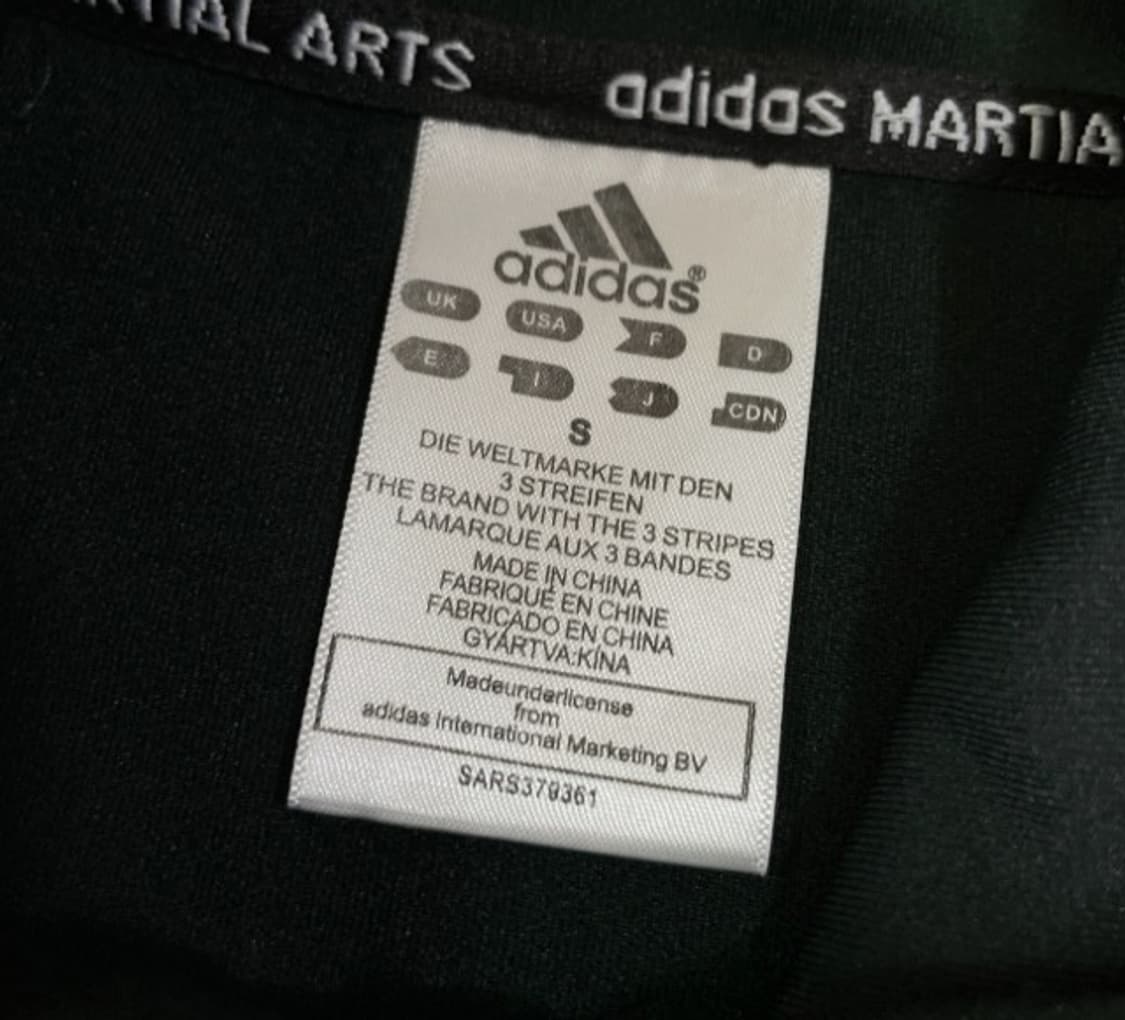 TIAL ARTS adidas MARTIA
adidas®
UK USA F D
E I J CDN
S
DIE WELTMARKE MIT DEN
3 STREIFEN
THE BRAND WITH THE 3 STRIPES
LAMARQUE AUX 3 BANDES
MADE IN CHINA
FABRIQUÉ EN CHINE
FABRICADO EN CHINA
GYÁRTVA:KÍNA
Madeunderlicense
from
adidas International Marketing BV
SARS379361